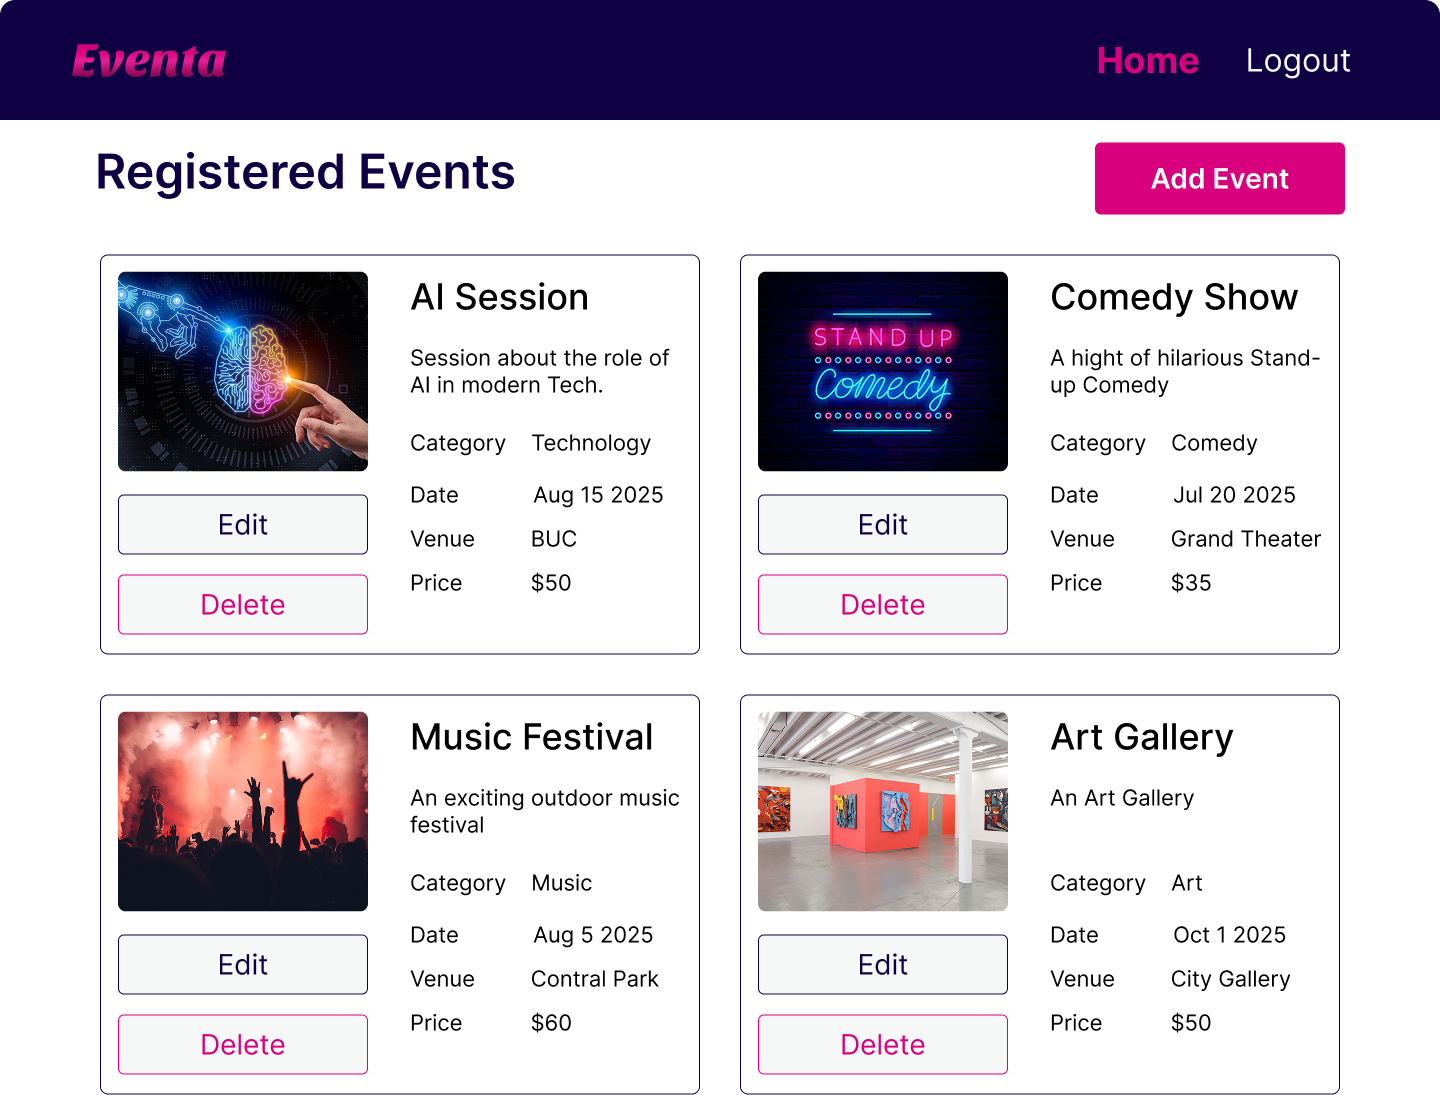 Eventa
Home
Logout
Registered Events
Add Event
AI Session
Session about the role of
AI in modern Tech.
Category Technology
Date Aug 15 2025
Venue BUC
Price $50
Edit
Delete
STAND UP
Comedy
Comedy Show
A hight of hilarious Stand-
up Comedy
Category Comedy
Date Jul 20 2025
Venue Grand Theater
Price $35
Edit
Delete
Music Festival
An exciting outdoor music
festival
Category Music
Date Aug 5 2025
Venue Contral Park
Price $60
Edit
Delete
Art Gallery
An Art Gallery
Category Art
Date Oct 1 2025
Venue City Gallery
Price $50
Edit
Delete